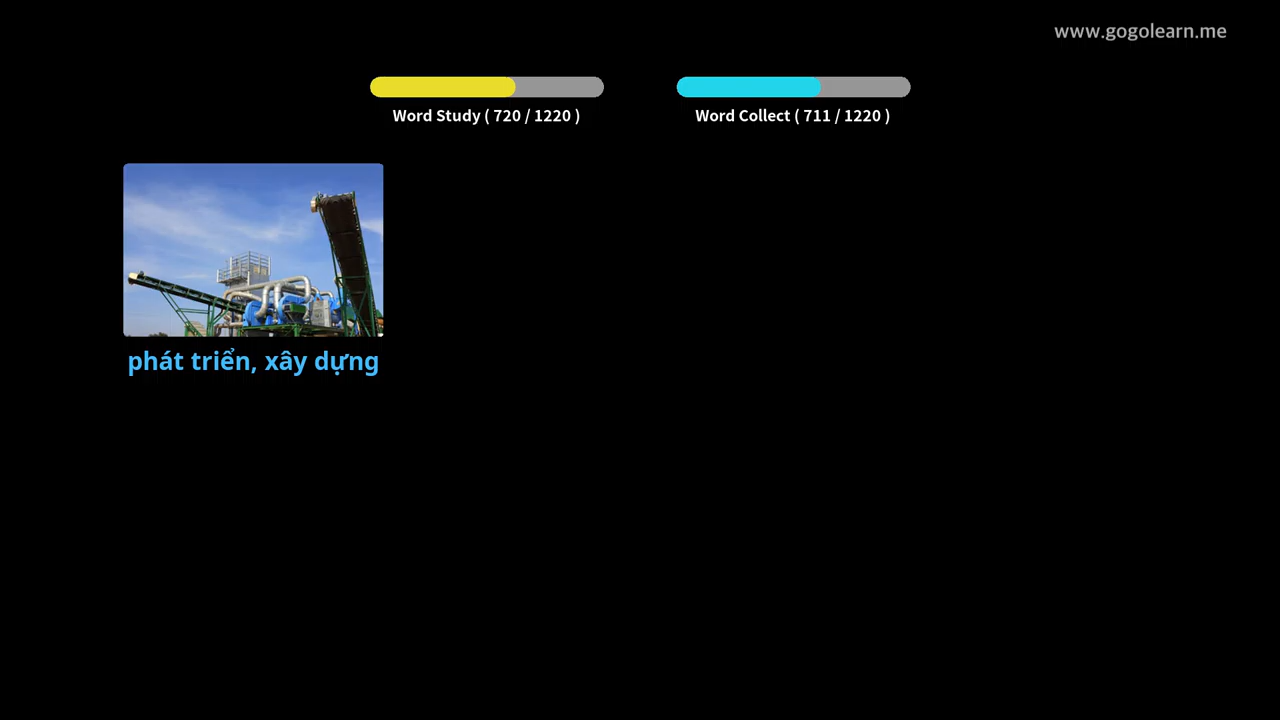 www.gogolearn.me
Word Study ( 720 / 1220 )
Word Collect ( 711 / 1220 )
phát triển, xây dựng